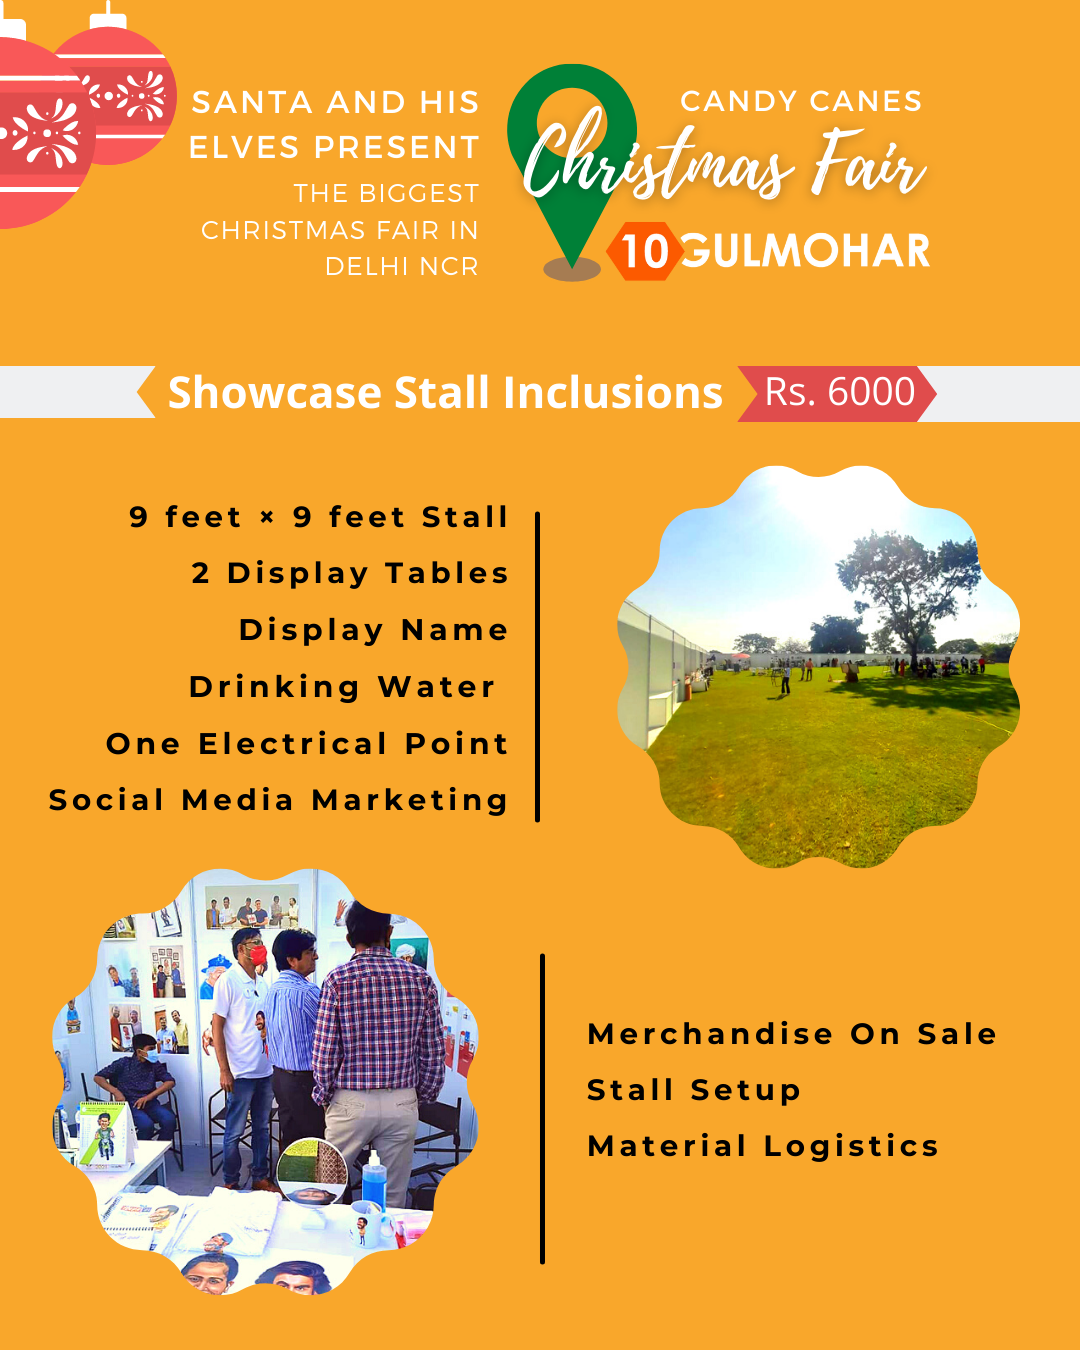 SANTA AND HIS
ELVES PRESENT
THE BIGGEST
CHRISTMAS FAIR IN
DELHI NCR
CANDY CANES
Christmas Fair
10 GULMOHAR
Showcase Stall Inclusions
Rs. 6000
9 feet × 9 feet Stall
2 Display Tables
Display Name
Drinking Water
One Electrical Point
Social Media Marketing
Merchandise On Sale
Stall Setup
Material Logistics